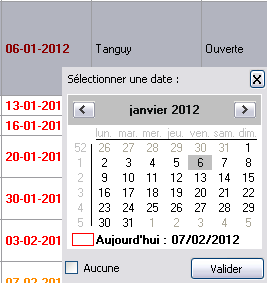 06-01-2012 Tanguy Ouverte
Sélectionner une date :
janvier 2012
lun. mar. mer. jeu. ven. sam. dim.
52 26 27 28 29 30 31 1
1 2 3 4 5 6 7 8
2 9 10 11 12 13 14 15
3 16 17 18 19 20 21 22
4 23 24 25 26 27 28 29
5 30 31 1 2 3 4 5
Aujourd'hui : 07/02/2012
Aucune Valider
13-01-201
16-01-201
20-01-201
30-01-201
03-02-201
07-02-201